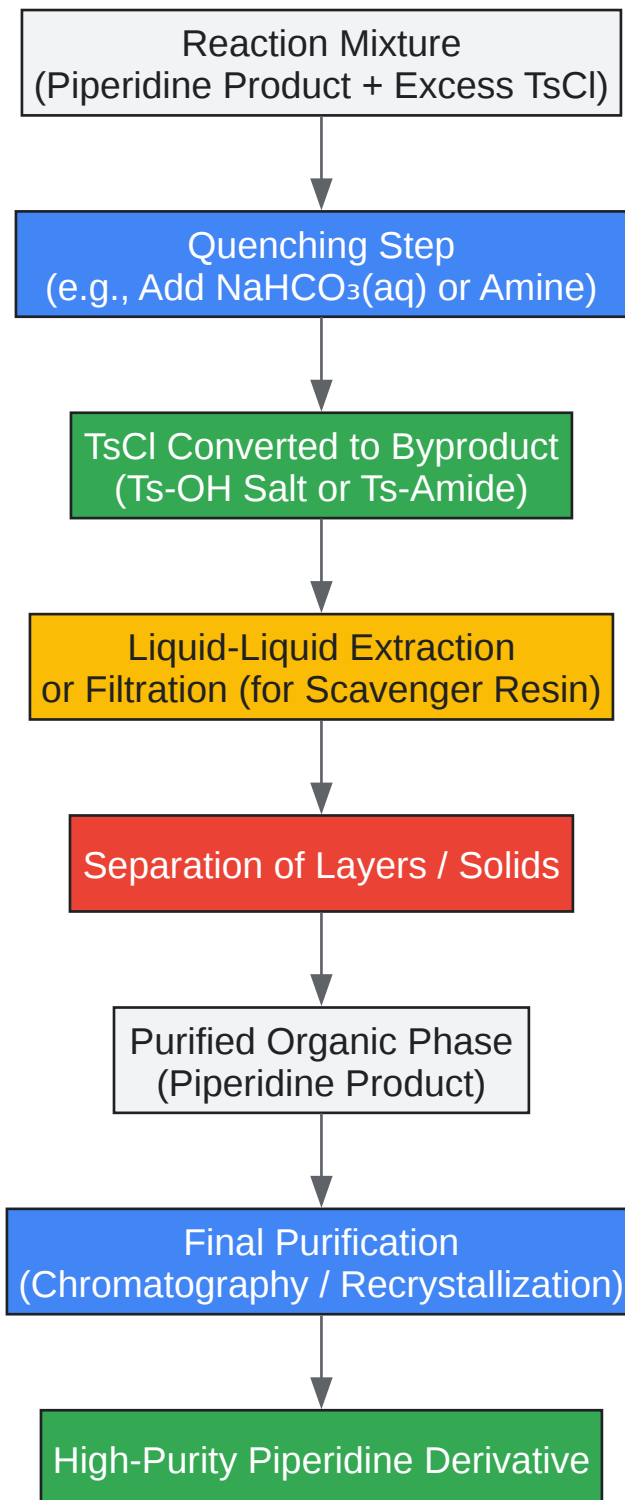 Reaction Mixture
(Piperidine Product + Excess TsCl)
Quenching Step
(e.g., Add NaHCO₃(aq) or Amine)
TsCl Converted to Byproduct
(Ts-OH Salt or Ts-Amide)
Liquid-Liquid Extraction
or Filtration (for Scavenger Resin)
Separation of Layers / Solids
Purified Organic Phase
(Piperidine Product)
Final Purification
(Chromatography / Recrystallization)
High-Purity Piperidine Derivative